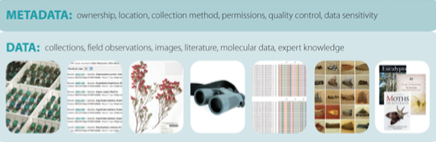 METADATA: ownership, location, collection method, permissions, quality control, data sensitivity
DATA: collections, field observations, images, literature, molecular data, expert knowledge
Eucalypts
MOTHS